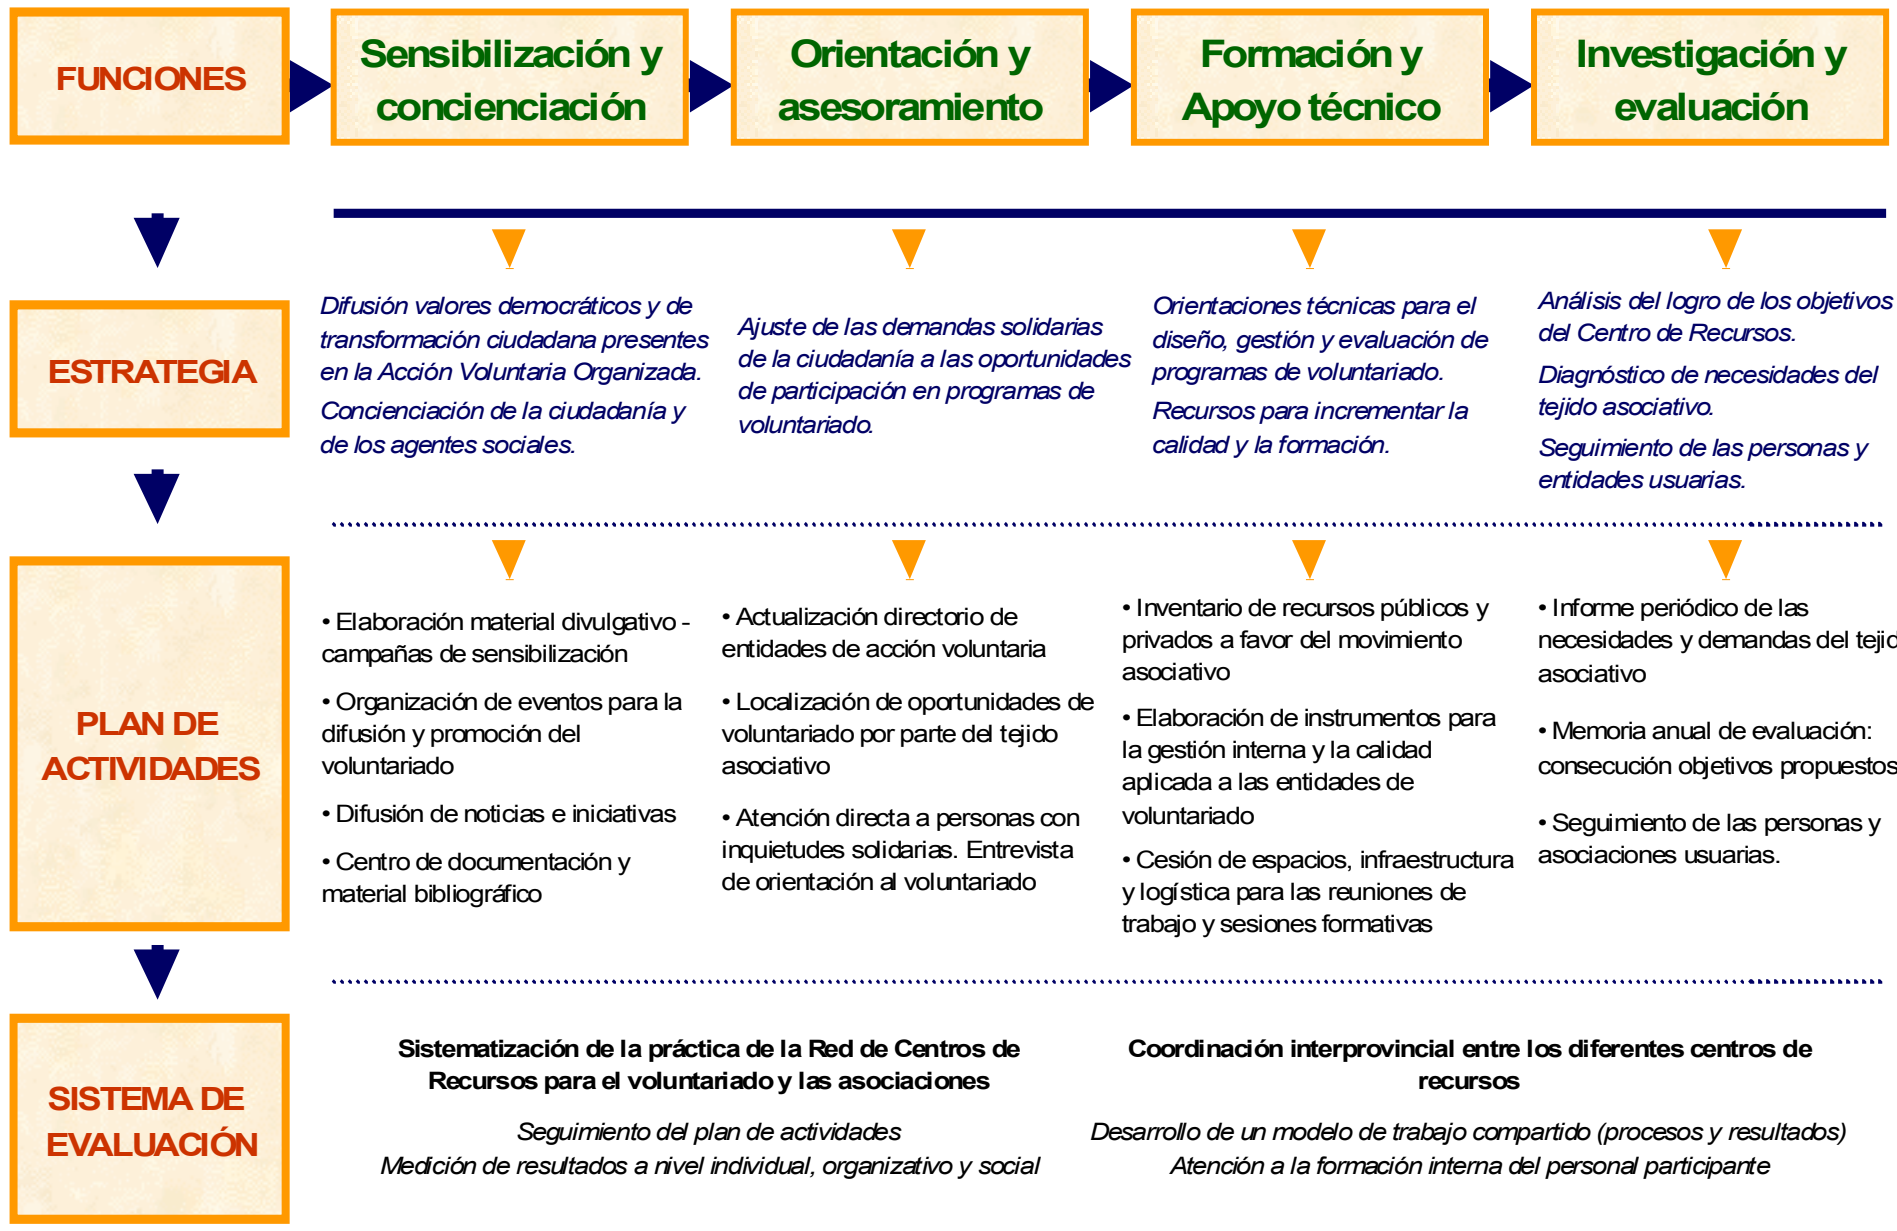 FUNCIONES
Sensibilización y
concienciación
Orientación y
asesoramiento
Formación y
Apoyo técnico
Investigación y
evaluación
ESTRATEGIA
Difusión valores democráticos y de
transformación ciudadana presentes
en la Acción Voluntaria Organizada.
Concienciación de la ciudadanía y
de los agentes sociales.
Ajuste de las demandas solidarias
de la ciudadanía a las oportunidades
de participación en programas de
voluntariado.
Orientaciones técnicas para el
diseño, gestión y evaluación de
programas de voluntariado.
Recursos para incrementar la
calidad y la formación.
Análisis del logro de los objetivos
del Centro de Recursos.
Diagnóstico de necesidades del
tejido asociativo.
Seguimiento de las personas y
entidades usuarias.
PLAN DE
ACTIVIDADES
• Elaboración material divulgativo -
campañas de sensibilización
• Organización de eventos para la
difusión y promoción del
voluntariado
• Difusión de noticias e iniciativas
• Centro de documentación y
material bibliográfico
• Actualización directorio de
entidades de acción voluntaria
• Localización de oportunidades de
voluntariado por parte del tejido
asociativo
• Atención directa a personas con
inquietudes solidarias. Entrevista
de orientación al voluntariado
• Inventario de recursos públicos y
privados a favor del movimiento
asociativo
• Elaboración de instrumentos para
la gestión interna y la calidad
aplicada a las entidades de
voluntariado
• Cesión de espacios, infraestructura
y logística para las reuniones de
trabajo y sesiones formativas
• Informe periódico de las
necesidades y demandas del tejid
asociativo
• Memoria anual de evaluación:
consecución objetivos propuestos
• Seguimiento de las personas y
asociaciones usuarias.
SISTEMA DE
EVALUACIÓN
Sistematización de la práctica de la Red de Centros de
Recursos para el voluntariado y las asociaciones
Seguimiento del plan de actividades
Medición de resultados a nivel individual, organizativo y social
Coordinación interprovincial entre los diferentes centros de
recursos
Desarrollo de un modelo de trabajo compartido (procesos y resultados)
Atención a la formación interna del personal participante